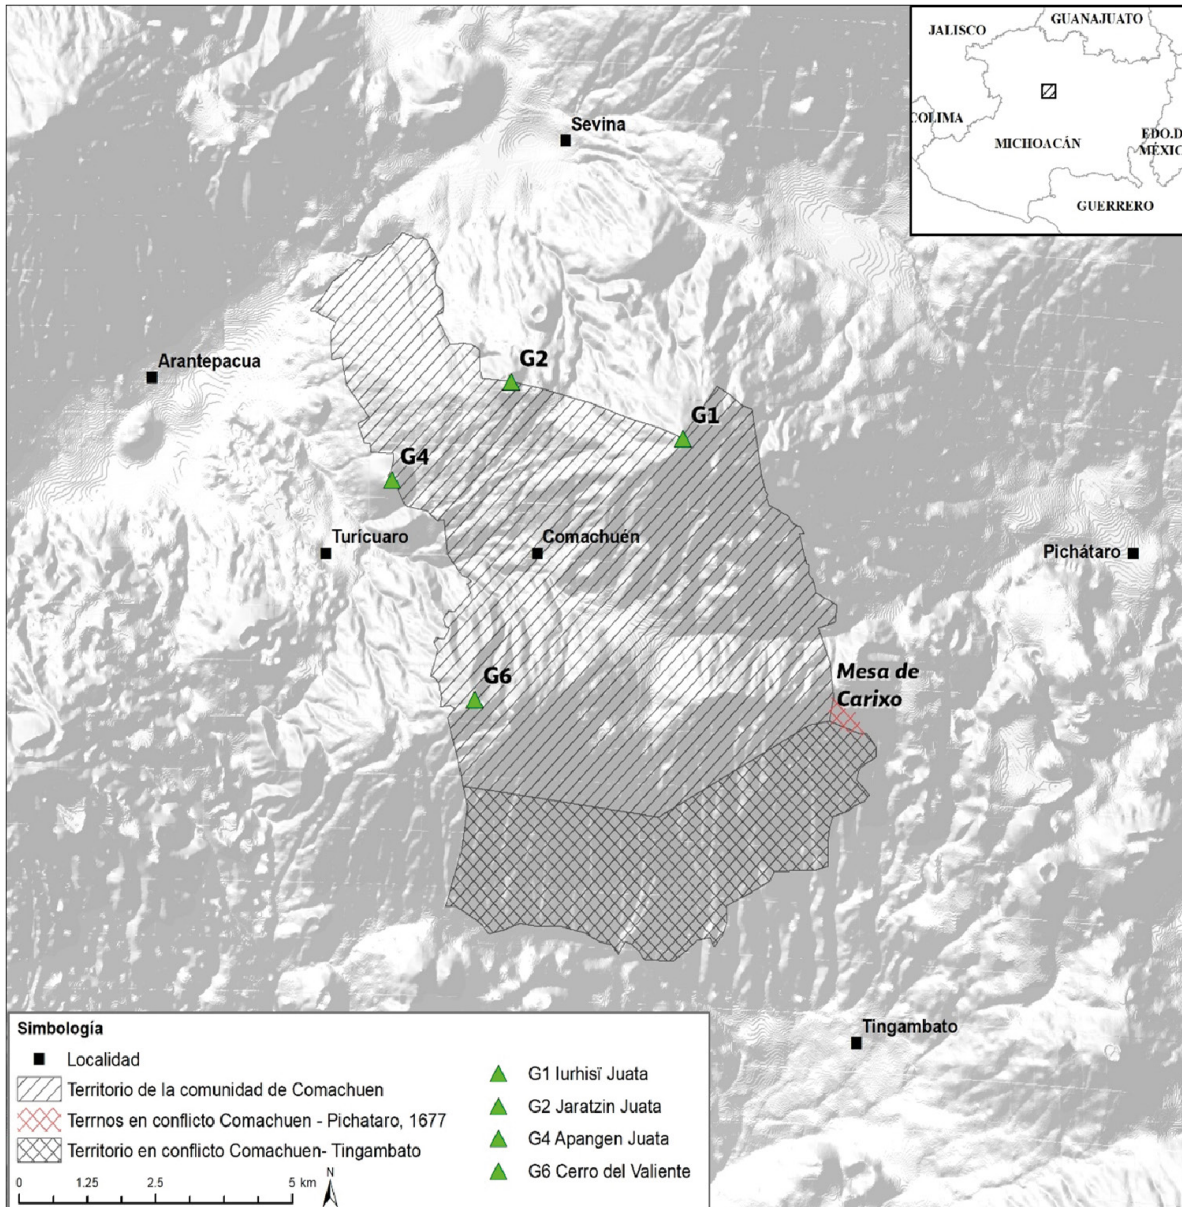 JALISCO
GUANAJUATO
COLIMA
MICHOACÁN
EDO.D
MÉXIC
GUERRERO
Sevina
Arantepacua
G2
G1
G4
Turicuaro
Comachuén
Pichátaro
G6
Mesa de
Carixo
Tingambato
Simbología
Localidad
Territorio de la comunidad de Comachuen
Terrnos en conflicto Comachuen - Pichataro, 1677
Territorio en conflicto Comachuen- Tingambato
0 1.25 2.5 5 km
N
G1 Iurhisï Juata
G2 Jaratzin Juata
G4 Apangen Juata
G6 Cerro del Valiente